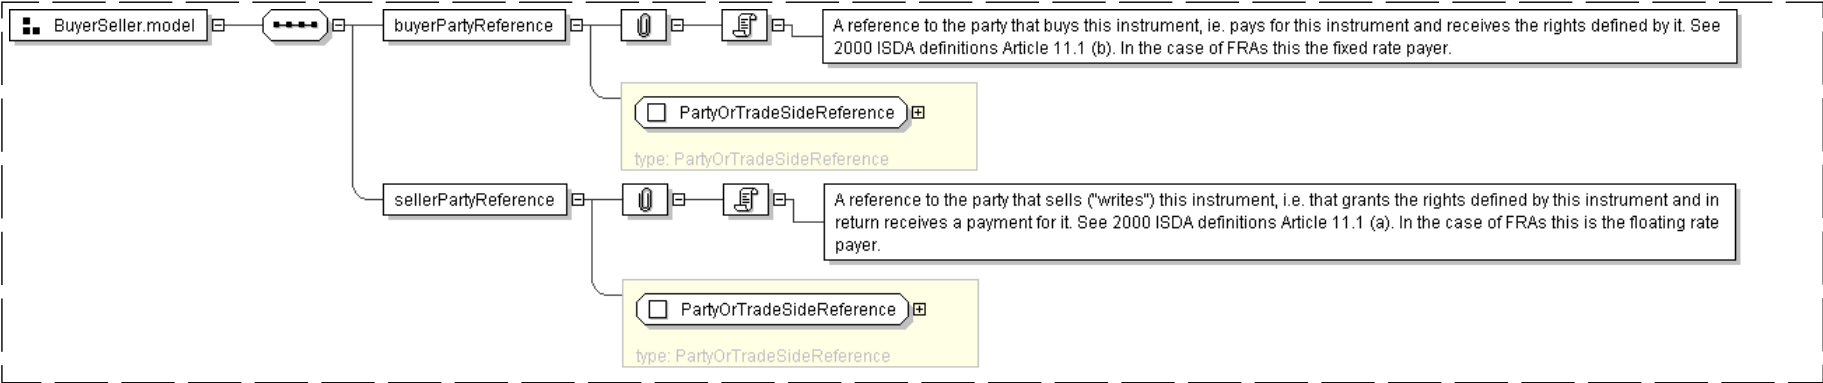 BuyerSeller.model
buyerPartyReference
A reference to the party that buys this instrument, ie. pays for this instrument and receives the rights defined by it. See
2000 ISDA definitions Article 11.1 (b). In the case of FRAs this the fixed rate payer.
PartyOrTradeSideReference
type: PartyOrTradeSideReference
sellerPartyReference
A reference to the party that sells ("writes") this instrument, i.e. that grants the rights defined by this instrument and in
return receives a payment for it. See 2000 ISDA definitions Article 11.1 (a). In the case of FRAs this is the floating rate
payer.
PartyOrTradeSideReference
type: PartyOrTradeSideReference